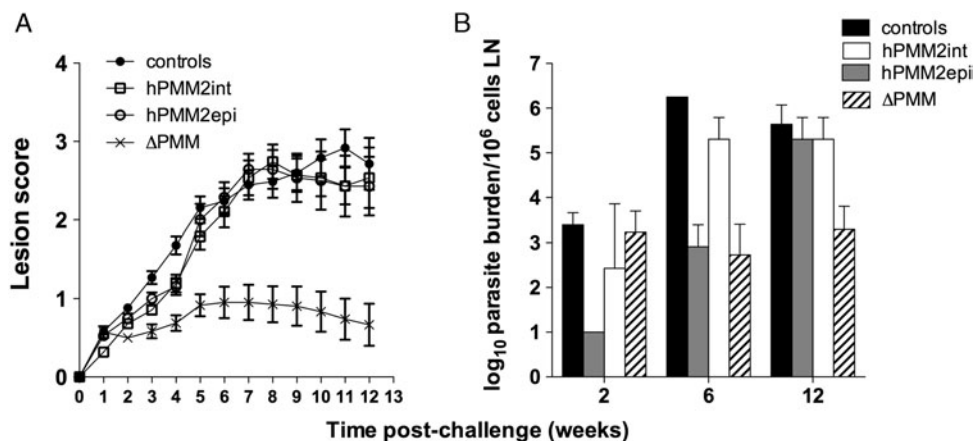 A
Lesion score
4
3
2
1
0
controls
hPMM2int
hPMM2epi
ΔPMM
0 1 2 3 4 5 6 7 8 9 10 11 12 13
B
log₁₀ parasite burden/10⁶ cells LN
7
6
5
4
3
2
1
0
controls
hPMM2int
hPMM2epi
ΔPMM
2 6 12
Time post-challenge (weeks)